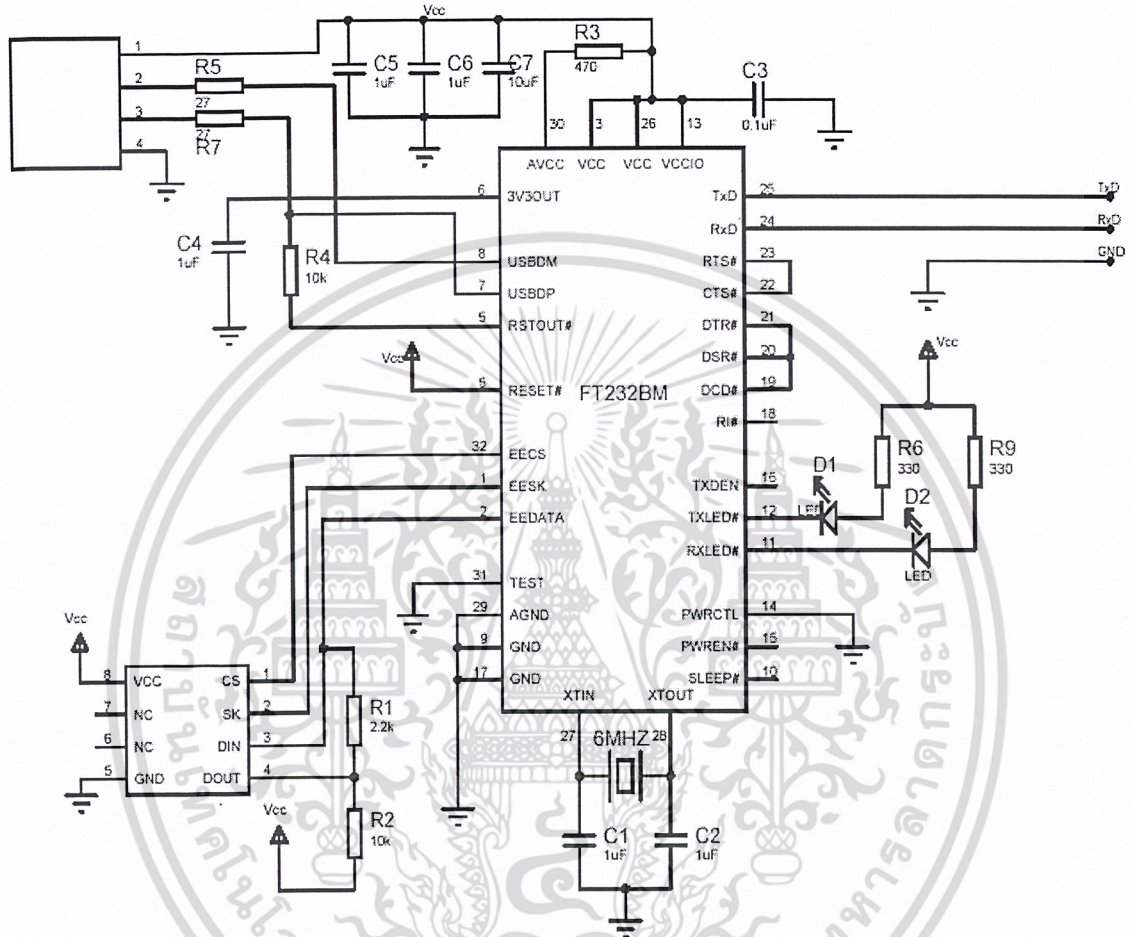 Vcc
1
2
3
4
R5
27
27
R7
C5
1uF
C6
1uF
C7
10uF
R3
470
C3
0.1uF
30
3
26
13
AVCC
VCC
VCC
VCCIO
6
3V3OUT
C4
1uF
R4
10k
8
USBDM
7
USBDP
5
RSTOUT#
Vcc
5
RESET#
FT232BM
32
EECS
1
EESK
2
EEDATA
31
TEST
29
AGND
9
GND
17
GND
TxD
25
TxD
RxD
24
RxD
GND
RTS#
23
CTS#
22
DTR#
21
DSR#
20
DCD#
19
RI#
18
TXDEN
16
TXLED#
12
RXLED#
11
PWRCTL
14
PWREN#
15
SLEEP#
10
Vcc
R6
330
R9
330
D1
LED
D2
LED
XTIN
XTOUT
27
6MHZ
28
C1
1uF
C2
1uF
Vcc
8
VCC
CS
1
7
NC
SK
2
6
NC
DIN
3
5
GND
DOUT
4
R1
2.2k
R2
10k
Vcc